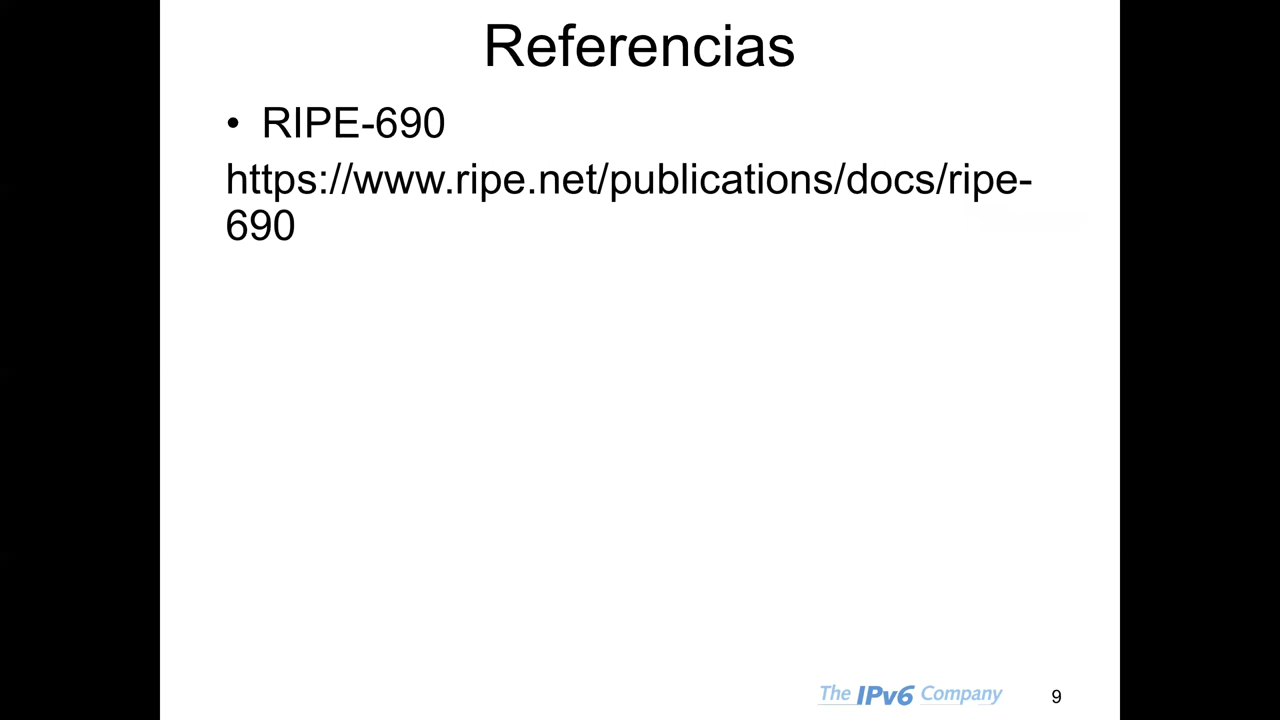 Referencias
• RIPE-690
https://www.ripe.net/publications/docs/ripe-
690
The IPv6 Company
9